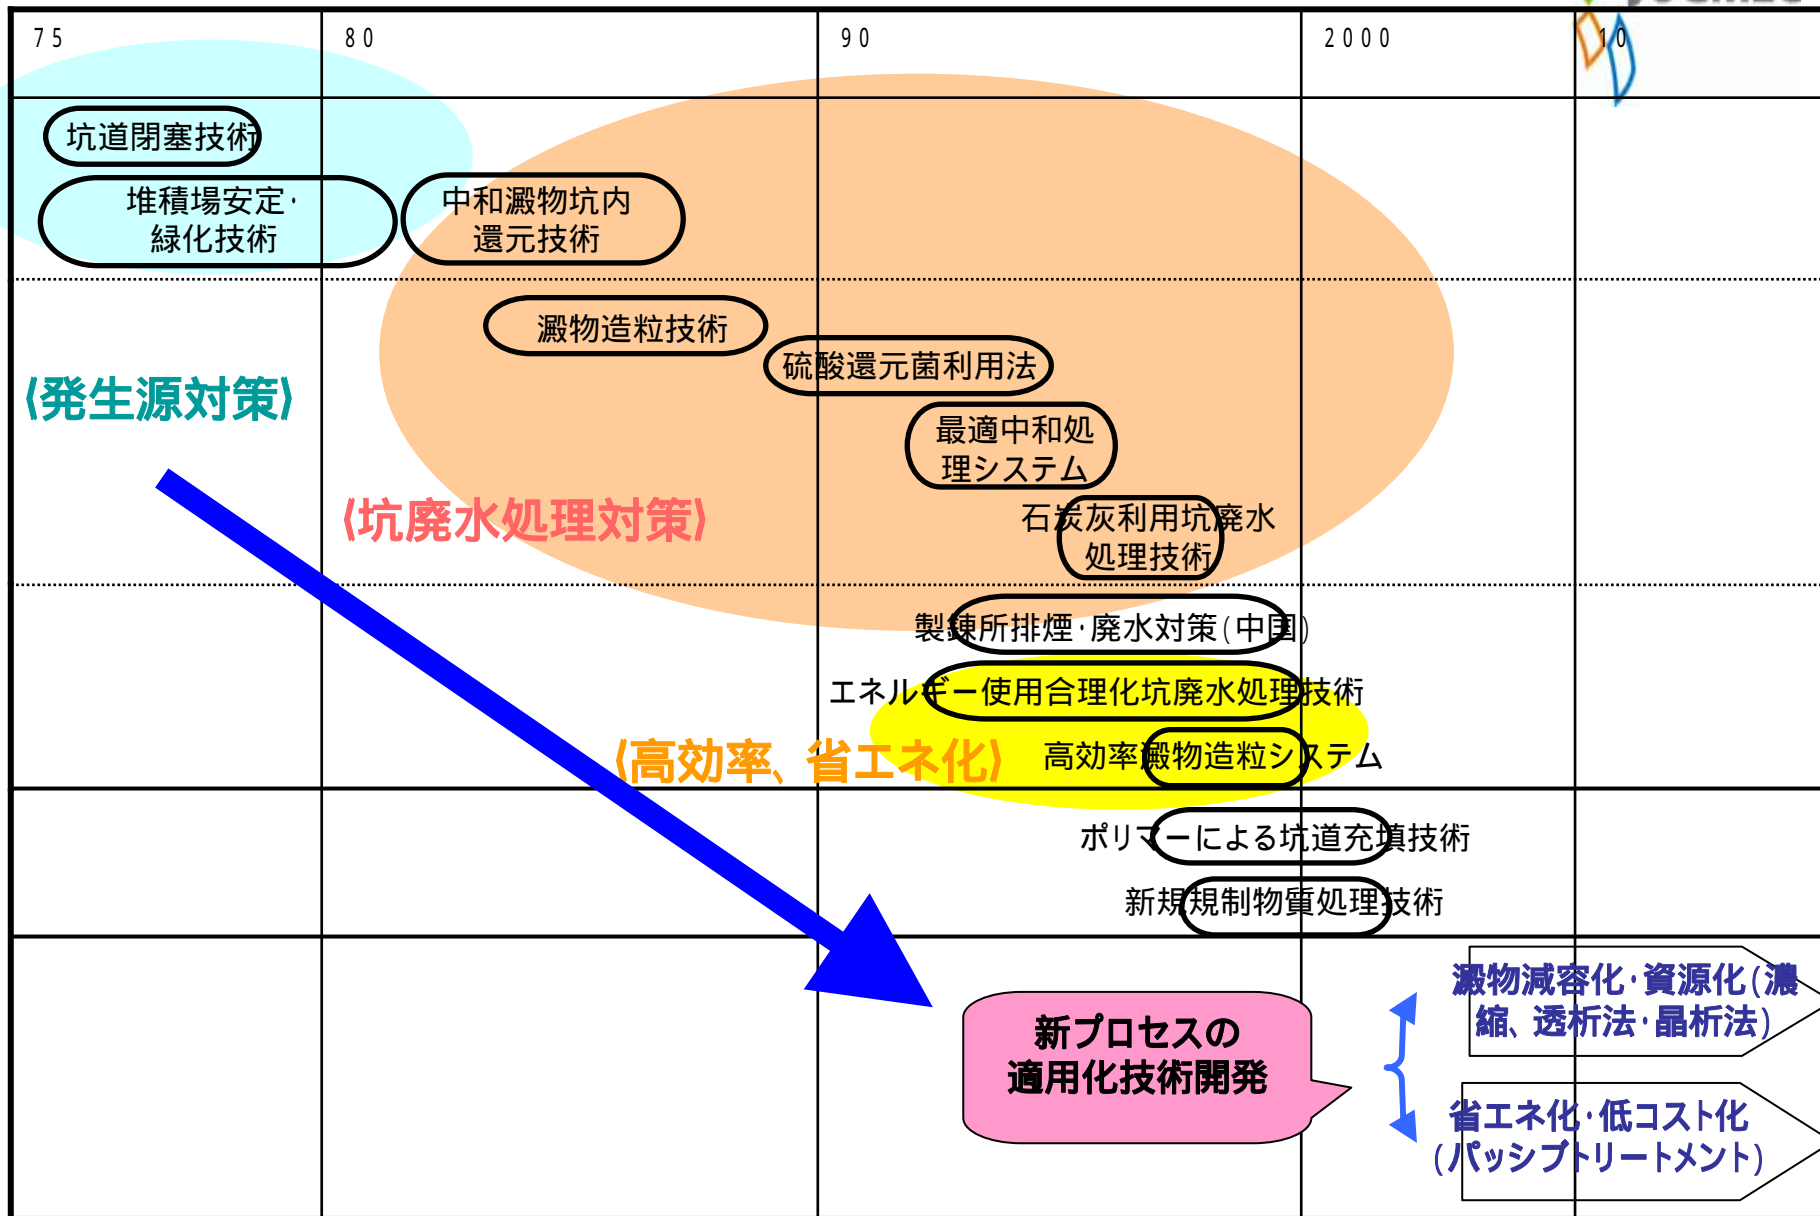 75
80
90
2000
10
坑道閉塞技術
堆積場安定・
緑化技術
中和澱物坑内
還元技術
澱物造粒技術
硫酸還元菌利用法
⟨発生源対策⟩
最適中和処
理システム
⟨坑廃水処理対策⟩
石炭灰利用坑廃水
処理技術
製錬所排煙・廃水対策(中国)
エネルギー使用合理化坑廃水処理技術
⟨高効率、省エネ化⟩
高効率澱物造粒システム
ポリマーによる坑道充填技術
新規規制物質処理技術
新プロセスの
適用化技術開発
澱物減容化・資源化(濃
縮、透析法・晶析法)
省エネ化・低コスト化
(パッシブトリートメント)